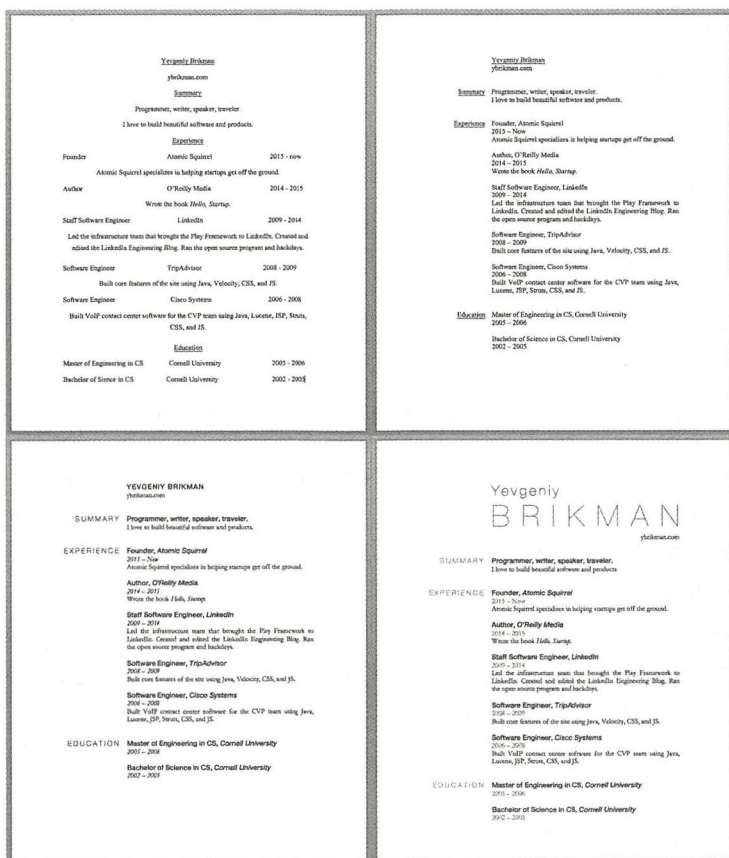 Yevgeniy Brikman
ybrikman.com
Summary
Programmer, writer, speaker, traveler.
I love to build beautiful software and products.
Experience
Founder Atomic Squirrel 2015 - now
Atomic Squirrel specializes in helping startups get off the ground.
Author O'Reilly Media 2014 - 2015
Wrote the book Hello, Startup.
Staff Software Engineer LinkedIn 2009 - 2014
Led the infrastructure team that brought the Play Framework to LinkedIn. Created and
edited the LinkedIn Engineering Blog. Ran the open source program and hackdays.
Software Engineer TripAdvisor 2008 - 2009
Built core features of the site using Java, Velocity, CSS, and JS.
Software Engineer Cisco Systems 2006 - 2008
Built VoIP contact center software for the CVP team using Java, Lucene, JSP, Struts,
CSS, and JS.
Education
Master of Engineering in CS Cornell University 2005 - 2006
Bachelor of Sience in CS Cornell University 2002 - 2005
Yevgeniy Brikman
ybrikman.com
Summary Programmer, writer, speaker, traveler.
I love to build beautiful software and products.
Experience Founder, Atomic Squirrel
2015 – Now
Atomic Squirrel specializes in helping startups get off the ground.
Author, O'Reilly Media
2014 – 2015
Wrote the book Hello, Startup.
Staff Software Engineer, LinkedIn
2009 – 2014
Led the infrastructure team that brought the Play Framework to
LinkedIn. Created and edited the LinkedIn Engineering Blog. Ran
the open source program and hackdays.
Software Engineer, TripAdvisor
2008 – 2009
Built core features of the site using Java, Velocity, CSS, and JS.
Software Engineer, Cisco Systems
2006 – 2008
Built VoIP contact center software for the CVP team using Java,
Lucene, JSP, Struts, CSS, and JS.
Education Master of Engineering in CS, Cornell University
2005 – 2006
Bachelor of Science in CS, Cornell University
2002 – 2005
YEVGENIY BRIKMAN
ybrikman.com
SUMMARY Programmer, writer, speaker, traveler.
I love to build beautiful software and products.
EXPERIENCE Founder, Atomic Squirrel
2015 – Now
Atomic Squirrel specializes in helping startups get off the ground.
Author, O'Reilly Media
2014 – 2015
Wrote the book Hello, Startup.
Staff Software Engineer, LinkedIn
2009 – 2014
Led the infrastructure team that brought the Play Framework to
LinkedIn. Created and edited the LinkedIn Engineering Blog. Ran
the open source program and hackdays.
Software Engineer, TripAdvisor
2008 – 2009
Built core features of the site using Java, Velocity, CSS, and JS.
Software Engineer, Cisco Systems
2006 – 2008
Built VoIP contact center software for the CVP team using Java,
Lucene, JSP, Struts, CSS, and JS.
EDUCATION Master of Engineering in CS, Cornell University
2005 – 2006
Bachelor of Science in CS, Cornell University
2002 – 2005
Yevgeniy
BRIKMAN
ybrikman.com
SUMMARY Programmer, writer, speaker, traveler.
I love to build beautiful software and products.
EXPERIENCE Founder, Atomic Squirrel
2015 – Now
Atomic Squirrel specializes in helping startups get off the ground.
Author, O'Reilly Media
2014 – 2015
Wrote the book Hello, Startup.
Staff Software Engineer, LinkedIn
2009 – 2014
Led the infrastructure team that brought the Play Framework to
LinkedIn. Created and edited the LinkedIn Engineering Blog. Ran
the open source program and hackdays.
Software Engineer, TripAdvisor
2008 – 2009
Built core features of the site using Java, Velocity, CSS, and JS.
Software Engineer, Cisco Systems
2006 – 2008
Built VoIP contact center software for the CVP team using Java,
Lucene, JSP, Struts, CSS, and JS.
EDUCATION Master of Engineering in CS, Cornell University
2005 – 2006
Bachelor of Science in CS, Cornell University
2002 – 2005